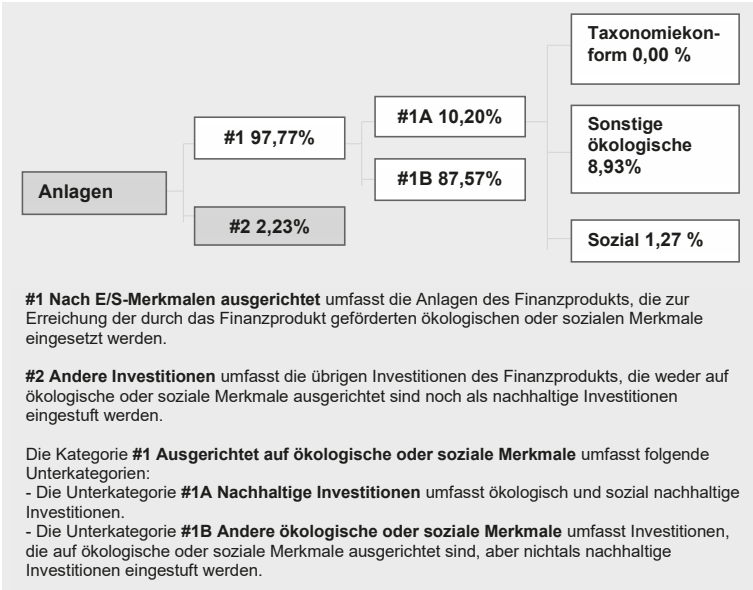 Anlagen
#1 97,77%
#2 2,23%
#1A 10,20%
#1B 87,57%
Taxonomiekon-
form 0,00 %
Sonstige
ökologische
8,93%
Sozial 1,27 %
#1 Nach E/S-Merkmalen ausgerichtet umfasst die Anlagen des Finanzprodukts, die zur
Erreichung der durch das Finanzprodukt geförderten ökologischen oder sozialen Merkmale
eingesetzt werden.
#2 Andere Investitionen umfasst die übrigen Investitionen des Finanzprodukts, die weder auf
ökologische oder soziale Merkmale ausgerichtet sind noch als nachhaltige Investitionen
eingestuft werden.
Die Kategorie #1 Ausgerichtet auf ökologische oder soziale Merkmale umfasst folgende
Unterkategorien:
- Die Unterkategorie #1A Nachhaltige Investitionen umfasst ökologisch und sozial nachhaltige
Investitionen.
- Die Unterkategorie #1B Andere ökologische oder soziale Merkmale umfasst Investitionen,
die auf ökologische oder soziale Merkmale ausgerichtet sind, aber nichtals nachhaltige
Investitionen eingestuft werden.